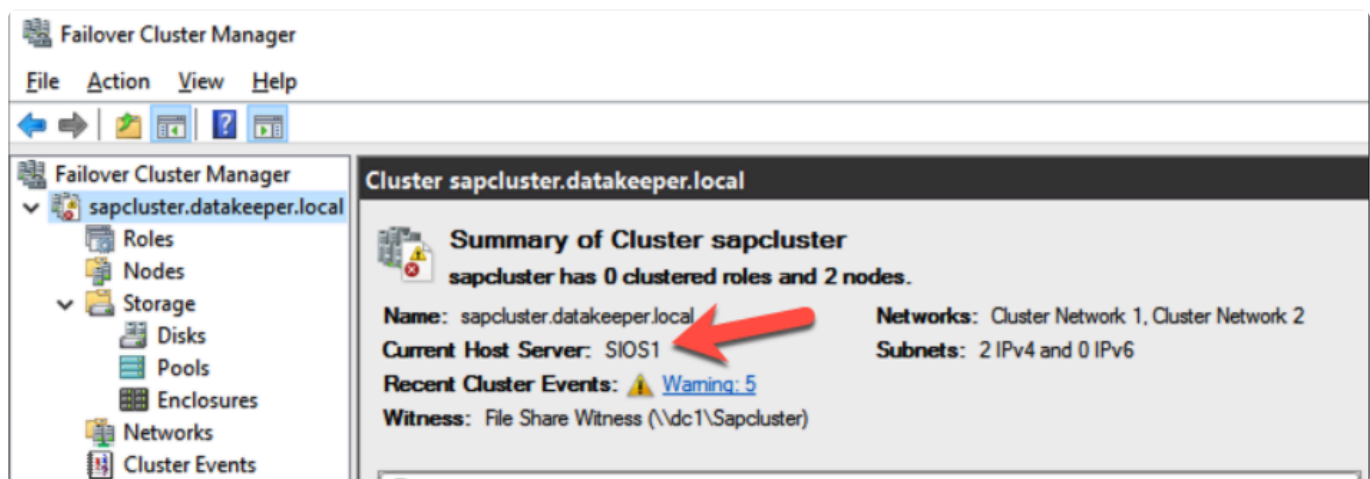 Failover Cluster Manager
File Action View Help
Failover Cluster Manager
sapcluster.datakeeper.local
Roles
Nodes
Storage
Disks
Pools
Enclosures
Networks
Cluster Events
Cluster sapcluster.datakeeper.local
Summary of Cluster sapcluster
sapcluster has 0 clustered roles and 2 nodes.
Name: sapcluster.datakeeper.local
Networks: Cluster Network 1, Cluster Network 2
Current Host Server: SIOS1
Subnets: 2 IPv4 and 0 IPv6
Recent Cluster Events: Warning: 5
Witness: File Share Witness (\\dc1\Sapcluster)